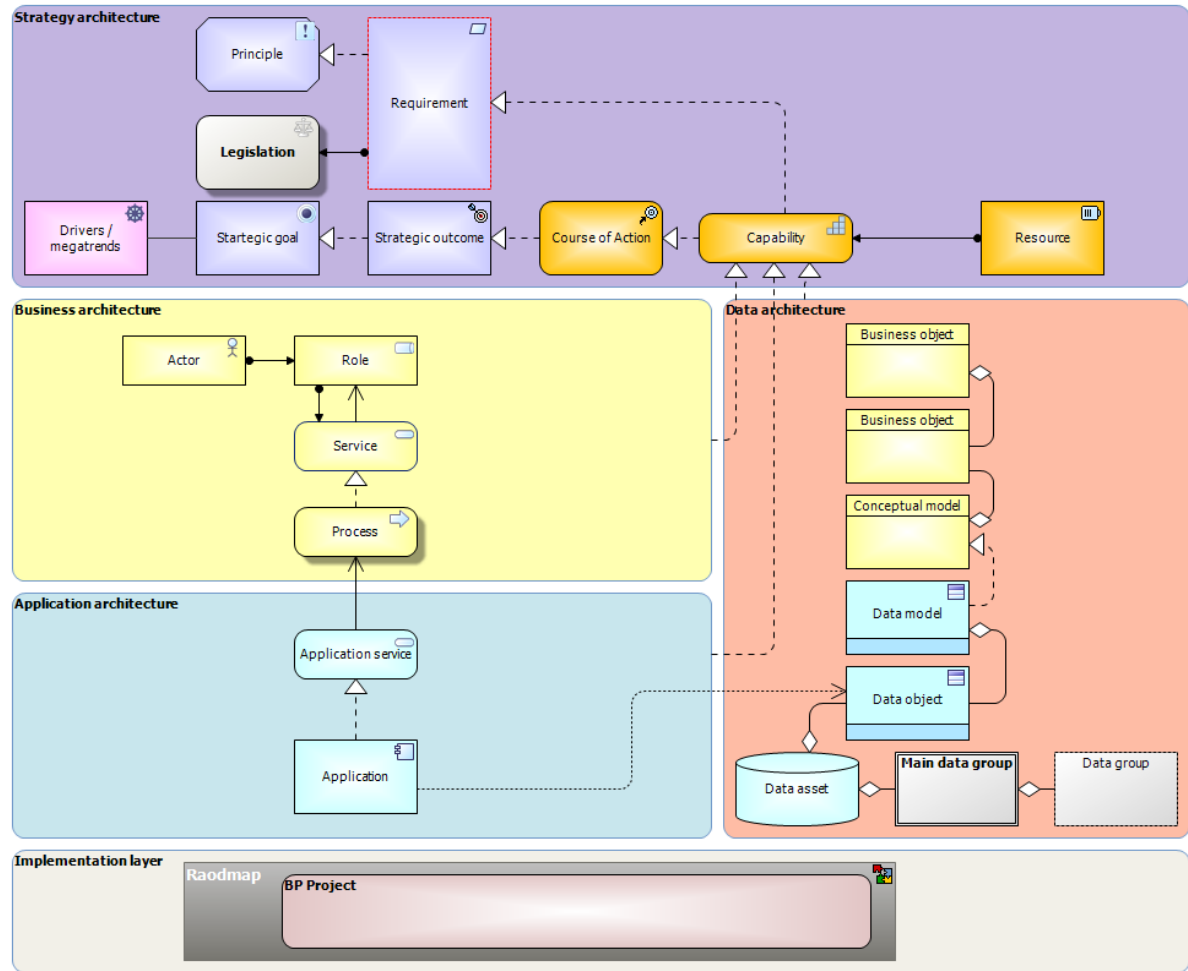 Strategy architecture
Principle
!
Requirement
Legislation
Drivers /
megatrends
Startegic goal
Strategic outcome
Course of Action
Capability
Resource
Business architecture
Actor
Role
Service
Process
Data architecture
Business object
Business object
Conceptual model
Data model
Data object
Data asset
Main data group
Data group
Application architecture
Application service
Application
Implementation layer
Raodmap
BP Project